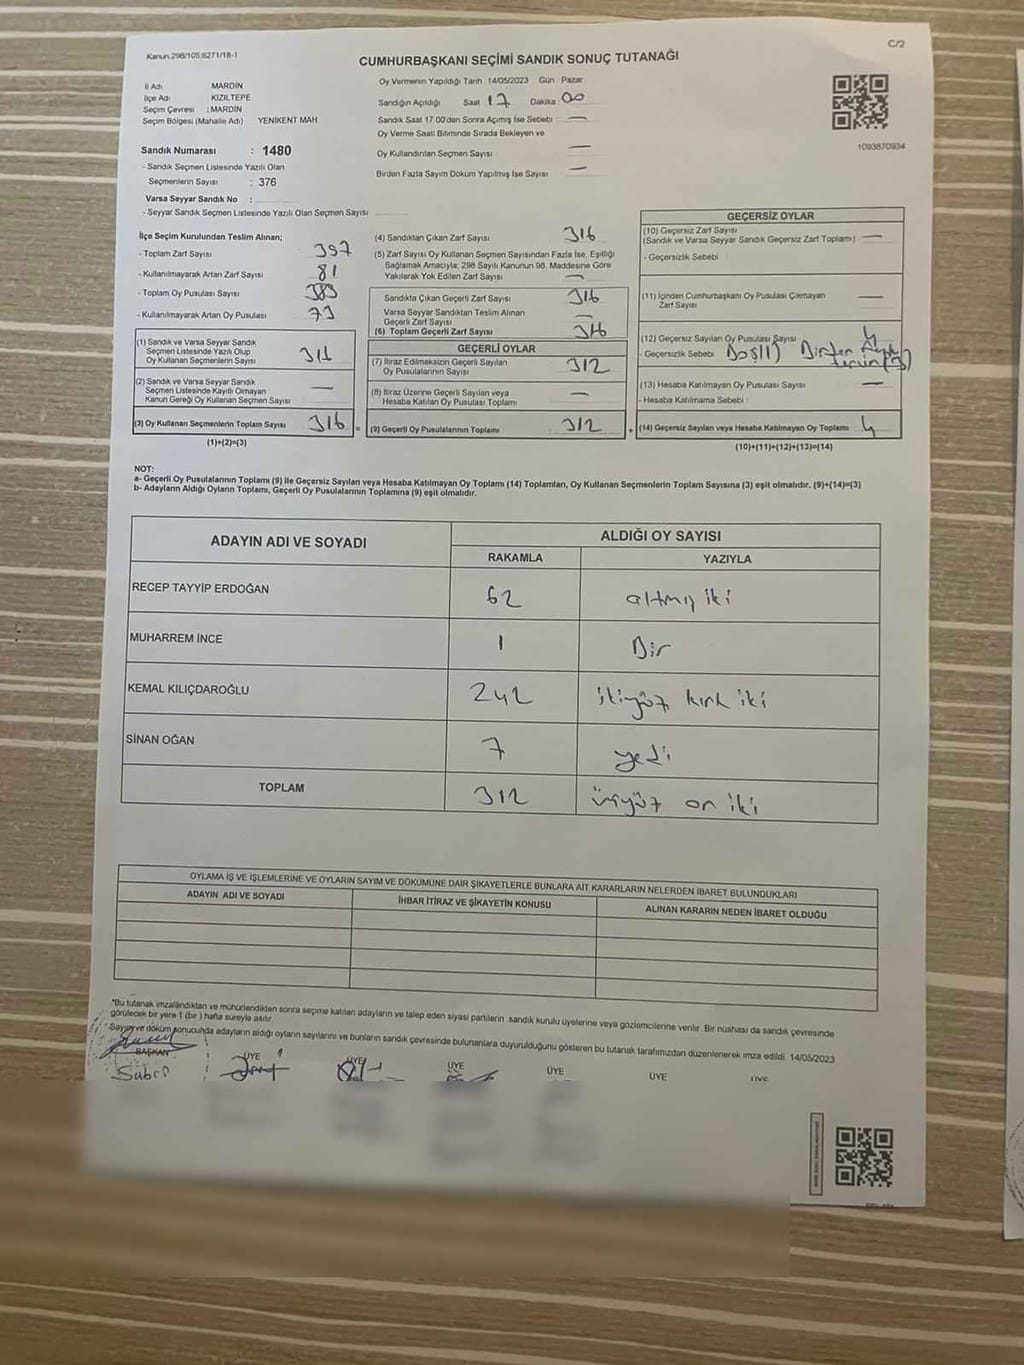 Kanun 298/105;6271/18-1
C/2
CUMHURBAŞKANI SEÇİMİ SANDIK SONUÇ TUTANAĞI
İl Adı MARDİN
İlçe Adı KIZILTEPE
Seçim Çevresi : MARDİN
Seçim Bölgesi (Mahalle Adı) YENİKENT MAH
Sandık Numarası : 1480
- Sandık Seçmen Listesinde Yazılı Olan
Seçmenlerin Sayısı : 376
Varsa Seyyar Sandık No :
- Seyyar Sandık Seçmen Listesinde Yazılı Olan Seçmen Sayısı
Oy Vermenin Yapıldığı Tarih 14/05/2023 Gün Pazar
Sandığın Açıldığı Saat 17 Dakika 00
Sandık Saat 17 00'den Sonra Açımış İse Sebebi : —
Oy Verme Saati Bitiminde Sırada Bekleyen ve
Oy Kullandırılan Seçmen Sayısı —
Birden Fazla Sayım Döküm Yapılmış İse Sayısı —
1093870934
İlçe Seçim Kurulundan Teslim Alınan;
- Toplam Zarf Sayısı 397
- Kullanılmayarak Artan Zarf Sayısı 81
- Toplam Oy Pusulası Sayısı 389
- Kullanılmayarak Artan Oy Pusulası 73
(1) Sandık ve Varsa Seyyar Sandık
Seçmen Listesinde Yazılı Olup
Oy Kullanan Seçmenlerin Sayısı 316
(2) Sandık ve Varsa Seyyar Sandık
Seçmen Listesinde Kayıtlı Olmayan
Kanun Gereği Oy Kullanan Seçmen Sayısı —
(3) Oy Kullanan Seçmenlerin Toplam Sayısı 316 =
(1)+(2)=(3)
(4) Sandıktan Çıkan Zarf Sayısı 316
(5) Zarf Sayısı Oy Kullanan Seçmen Sayısından Fazla İse, Eşitliği
Sağlamak Amacıyla; 298 Sayılı Kanunun 98. Maddesine Göre
Yakılarak Yok Edilen Zarf Sayısı —
Sandıkta Çıkan Geçerli Zarf Sayısı 316
Varsa Seyyar Sandıktan Teslim Alınan
Geçerli Zarf Sayısı —
(6) Toplam Geçerli Zarf Sayısı 316
GEÇERLİ OYLAR
(7) İtiraz Edilmeksizin Geçerli Sayılan
Oy Pusulalarının Sayısı 312
(8) İtiraz Üzerine Geçerli Sayılan veya
Hesaba Katılan Oy Pusulası Toplamı —
(9) Geçerli Oy Pusulalarının Toplamı 312 +
GEÇERSİZ OYLAR
(10) Geçersiz Zarf Sayısı
(Sandık ve Varsa Seyyar Sandık Geçersiz Zarf Toplamı) —
- Geçersizlik Sebebi
(11) İçinden Cumhurbaşkanı Oy Pusulası Çıkmayan
Zarf Sayısı —
(12) Geçersiz Sayılan Oy Pusulası Sayısı 4
- Geçersizlik Sebebi Boş(1) Birden
(13) Hesaba Katılmayan Oy Pusulası Sayısı —
- Hesaba Katılmama Sebebi :
(14) Geçersiz Sayılan veya Hesaba Katılmayan Oy Toplamı 4
(10)+(11)+(12)+(13)=(14)
NOT:
a- Geçerli Oy Pusulalarının Toplamı (9) ile Geçersiz Sayılan veya Hesaba Katılmayan Oy Toplamı (14) Toplamları, Oy Kullanan Seçmenlerin Toplam Sayısına (3) eşit olmalıdır. (9)+(14)=(3)
b- Adayların Aldığı Oyların Toplamı, Geçerli Oy Pusulalarının Toplamına (9) eşit olmalıdır.
ADAYIN ADI VE SOYADI
ALDIĞI OY SAYISI
RAKAMLA YAZIYLA
RECEP TAYYİP ERDOĞAN 62 altmış iki
MUHARREM İNCE 1 Bir
KEMAL KILIÇDAROĞLU 242 ikiyüz kırk iki
SİNAN OĞAN 7 yedi
TOPLAM 312 üçyüz on iki
OYLAMA İŞ VE İŞLEMLERİNE VE OYLARIN SAYIM VE DÖKÜMÜNE DAİR ŞİKAYETLERLE BUNLARA AİT KARARLARIN NELERDEN İBARET BULUNDUKLARI
ADAYIN ADI VE SOYADI İHBAR İTİRAZ VE ŞİKAYETİN KONUSU ALINAN KARARIN NEDEN İBARET OLDUĞU
*Bu tutanak imzalandıktan ve mühürlendikten sonra seçime katılan adayların ve talep eden siyasi partilerin sandık kurulu üyelerine veya gözlemcilerine verilir. Bir nüshası da sandık çevresinde
görülecek bir yere 1 (bir) hafta süreyle asılır.
Sayım ve döküm sonucunda adayların aldığı oyların sayılarını ve bunların sandık çevresinde bulunanlara duyurulduğunu gösteren bu tutanak tarafımızdan düzenlenerek imza edildi. 14/05/2023
BAŞKAN ÜYE ÜYE ÜYE ÜYE ÜYE ÜYE